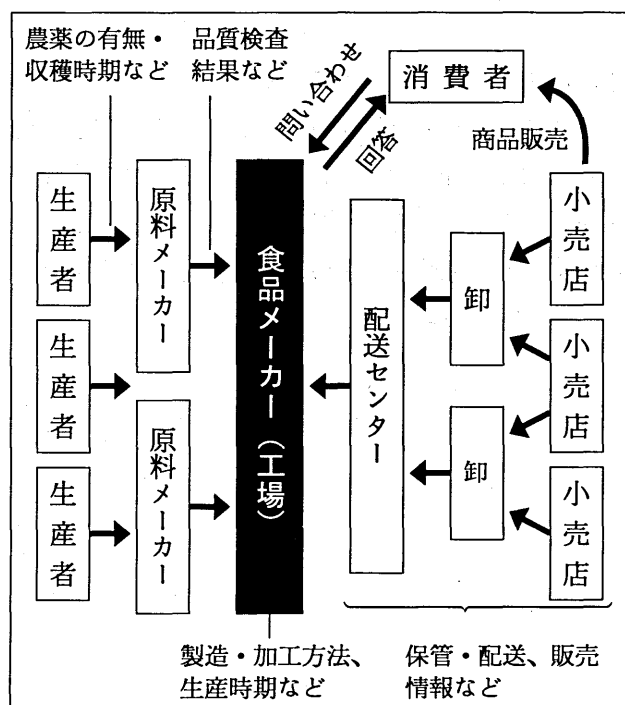 農薬の有無・
収穫時期など
品質検査
結果など
問い合わせ
回答
消費者
商品販売
生産者
生産者
生産者
原料メーカー
原料メーカー
食品メーカー（工場）
配送センター
卸
卸
小売店
小売店
小売店
製造・加工方法、
生産時期など
保管・配送、販売
情報など